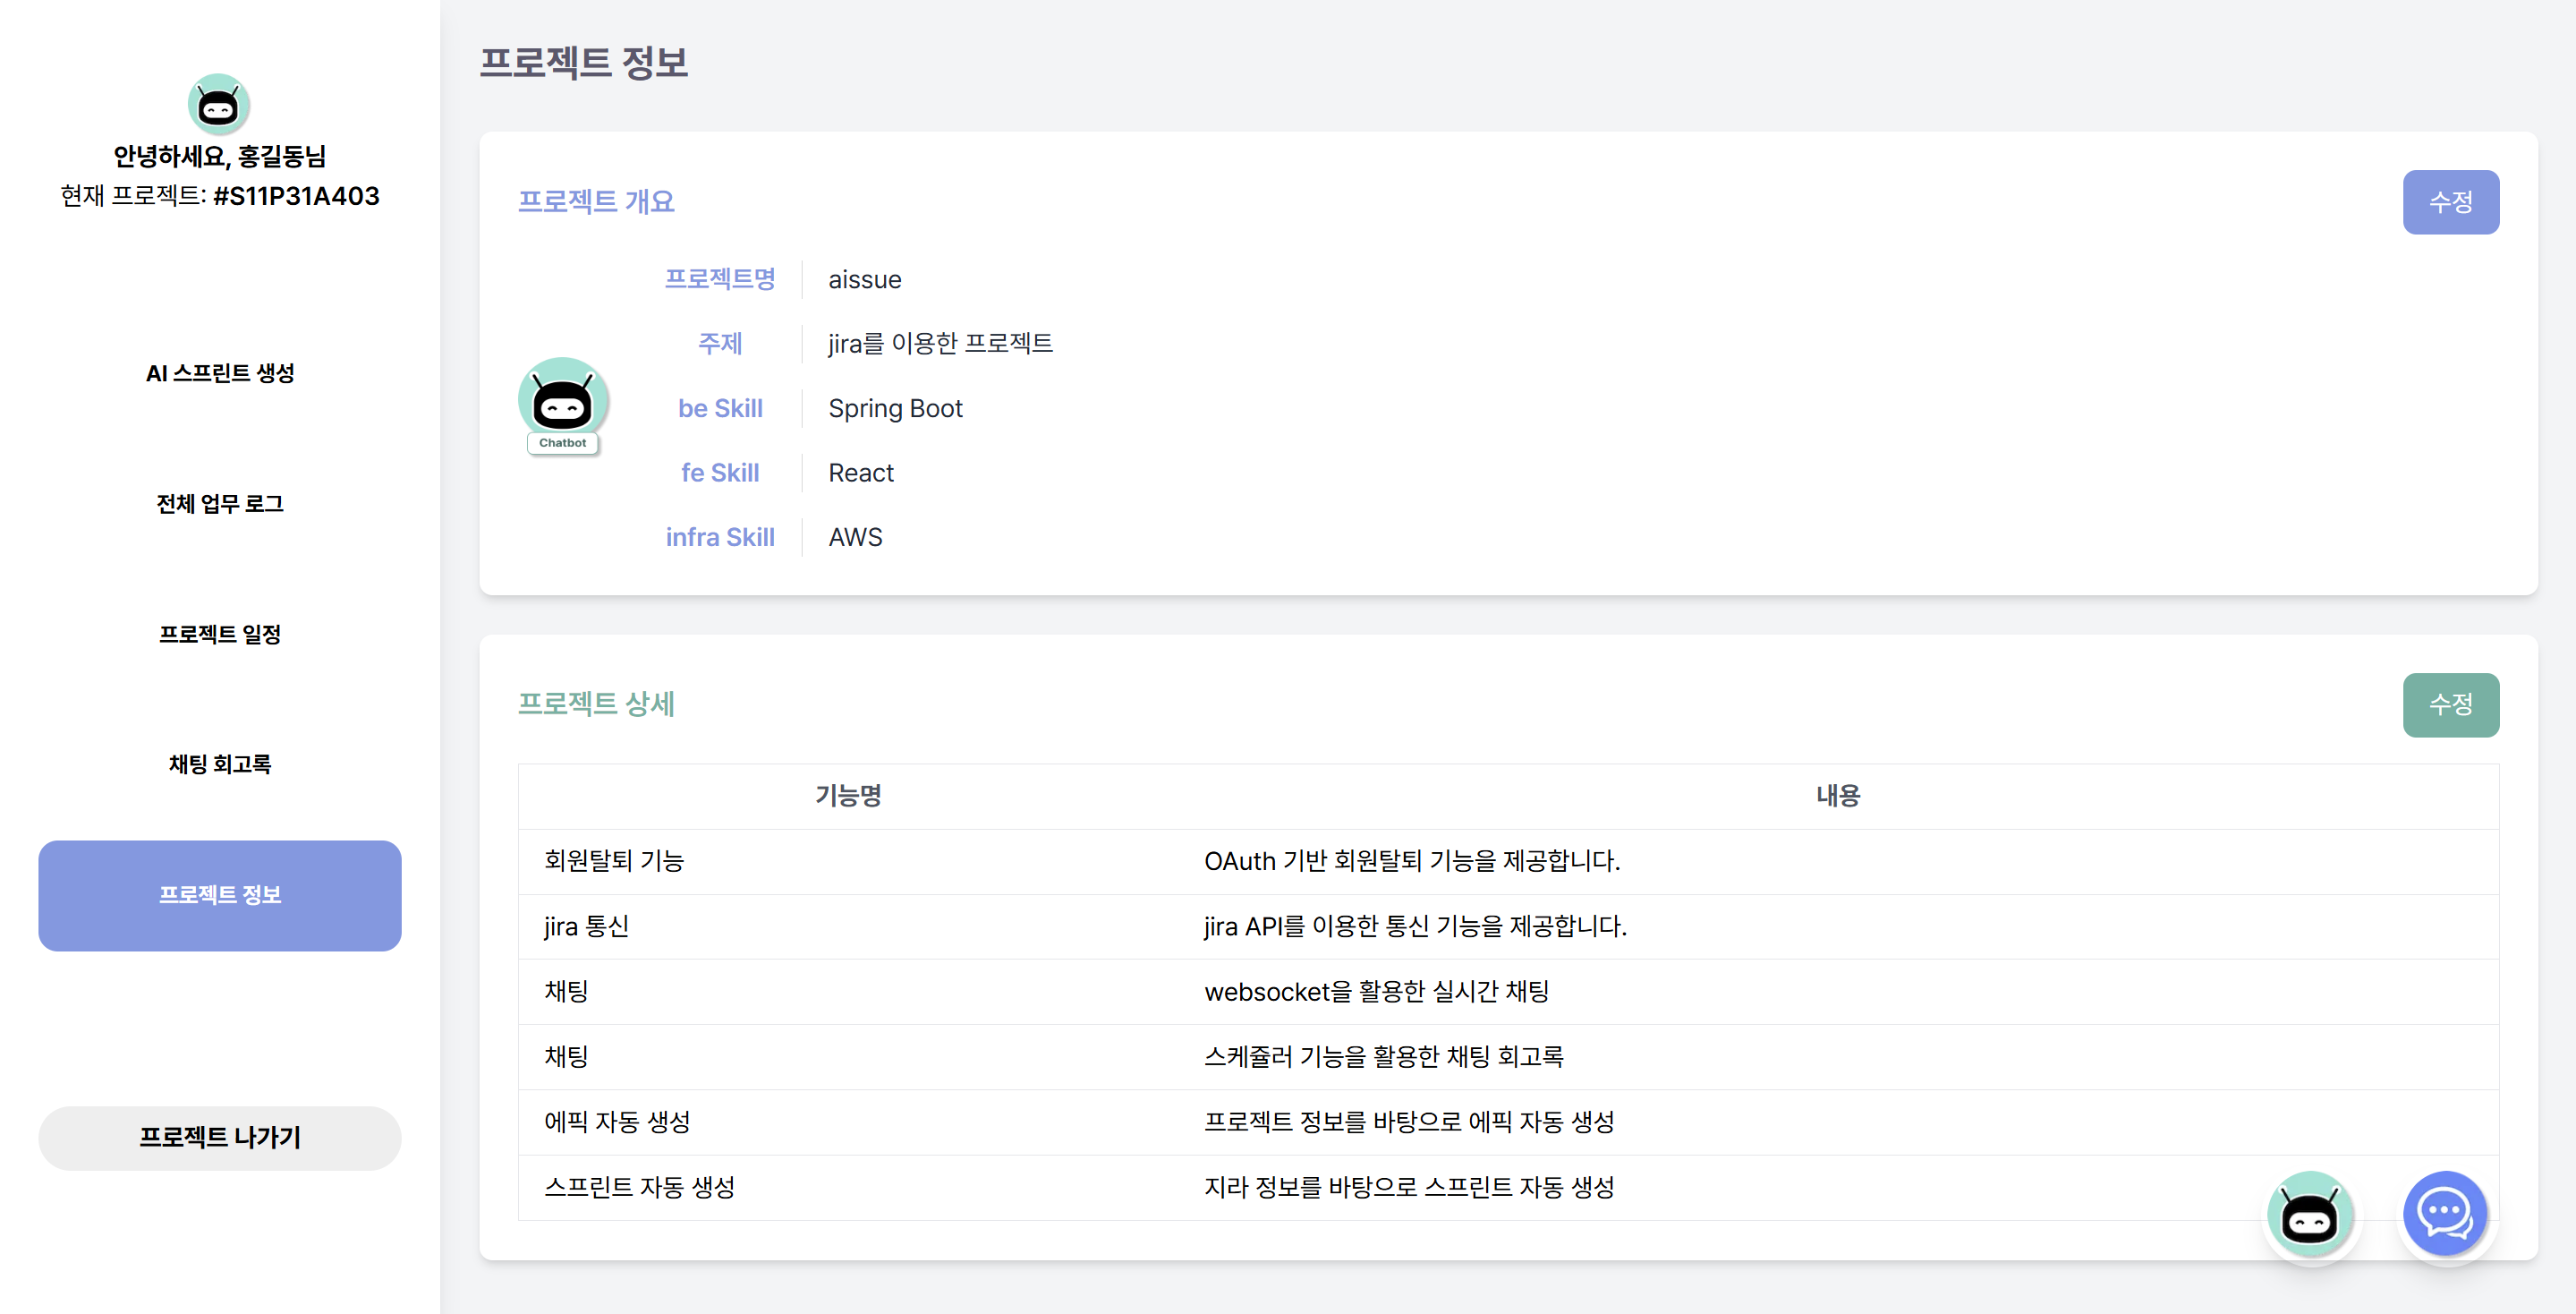 안녕하세요, 홍길동님
현재 프로젝트: #S11P31A403
AI 스프린트 생성
전체 업무 로그
프로젝트 일정
채팅 회고록
프로젝트 정보
프로젝트 나가기
프로젝트 정보
프로젝트 개요
수정
Chatbot
프로젝트명 aissue
주제 jira를 이용한 프로젝트
be Skill Spring Boot
fe Skill React
infra Skill AWS
프로젝트 상세
수정
기능명 내용
회원탈퇴 기능 OAuth 기반 회원탈퇴 기능을 제공합니다.
jira 통신 jira API를 이용한 통신 기능을 제공합니다.
채팅 websocket을 활용한 실시간 채팅
채팅 스케쥴러 기능을 활용한 채팅 회고록
에픽 자동 생성 프로젝트 정보를 바탕으로 에픽 자동 생성
스프린트 자동 생성 지라 정보를 바탕으로 스프린트 자동 생성